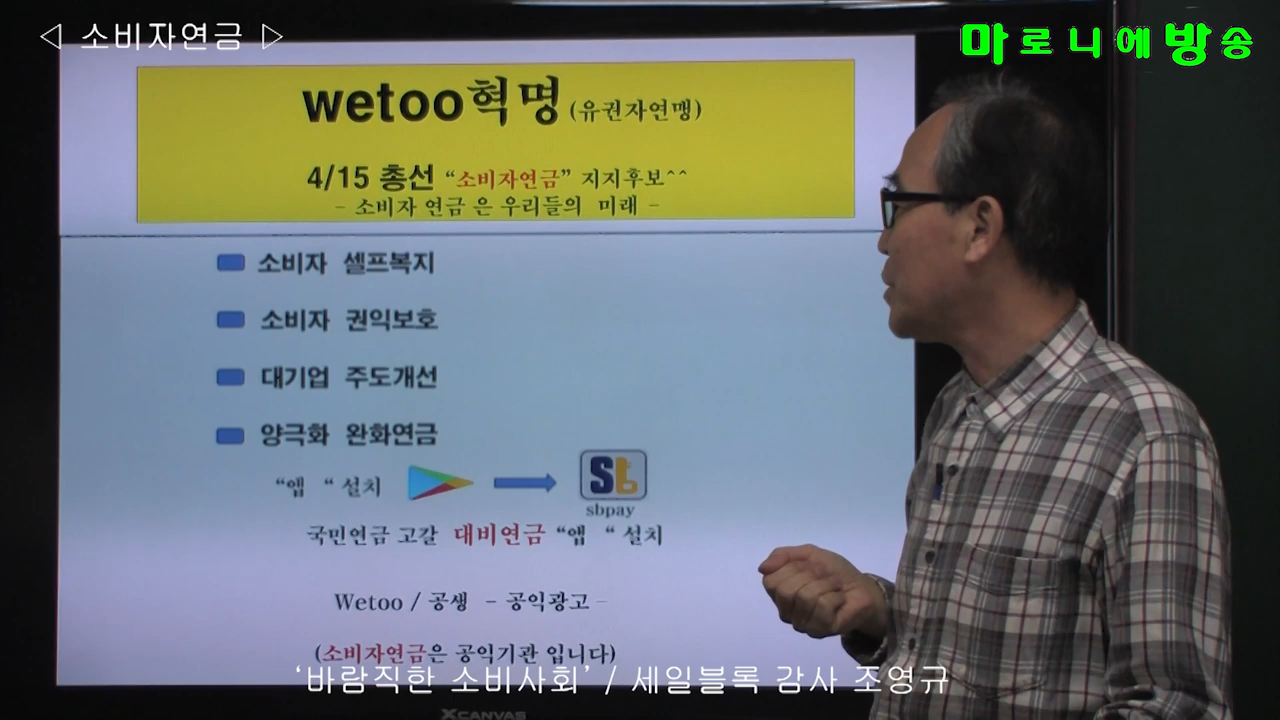 ◁ 소비자연금 ▷
마로니에방송
wetoo혁명 (유권자연맹)
4/15 총선 “소비자연금” 지지후보^^
- 소비자 연금 은 우리들의 미래 -
소비자 셀프복지
소비자 권익보호
대기업 주도개선
양극화 완화연금
“앱 “ 설치
sb
sbpay
국민연금 고갈 대비연금 “앱 “ 설치
Wetoo / 공생 - 공익광고 -
(소비자연금은 공익기관 입니다)
‘바람직한 소비사회’ / 세일블록 감사 조영규
XCANVAS